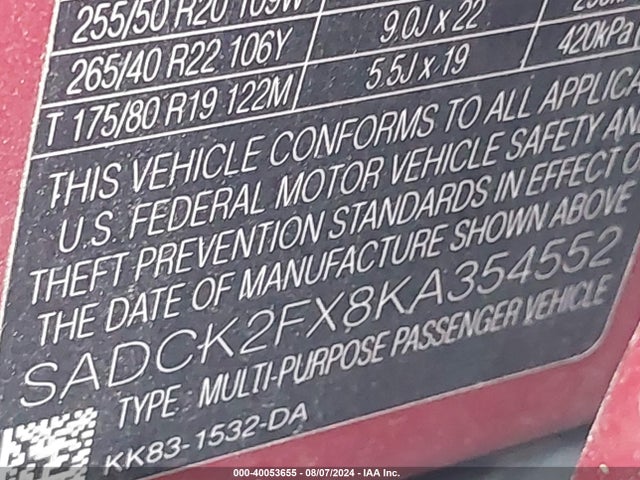 255/50 R20 109W
265/40 R22 106Y 9.0J x 22
T 175/80 R19 122M 5.5J x 19 420kPa
THIS VEHICLE CONFORMS TO ALL APPLICA
U.S. FEDERAL MOTOR VEHICLE SAFETY AN
THEFT PREVENTION STANDARDS IN EFFECT O
THE DATE OF MANUFACTURE SHOWN ABOVE
SADCK2FX8KA354552
TYPE : MULTI-PURPOSE PASSENGER VEHICLE
KK83-1532-DA
000-40053655 - 08/07/2024 - IAA Inc.